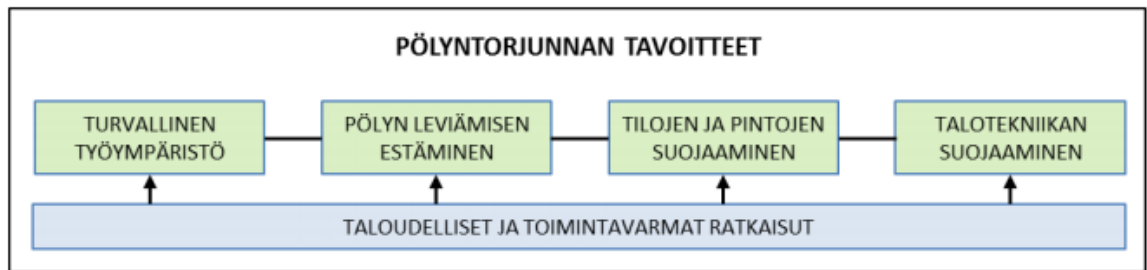 PÖLYNTORJUNNAN TAVOITTEET
TURVALLINEN
TYÖYMPÄRISTÖ
PÖLYN LEVIÄMISEN
ESTÄMINEN
TILOJEN JA PINTOJEN
SUOJAAMINEN
TALOTEKNIIKAN
SUOJAAMINEN
TALOUDELLISET JA TOIMINTAVARMAT RATKAISUT